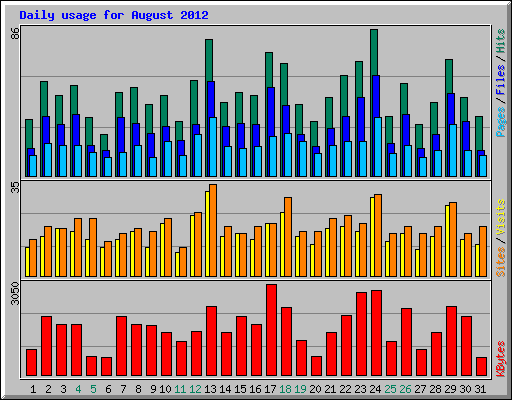 Daily usage for August 2012
86
Pages / Files / Hits
35
Sites / Visits
3050
KBytes
1 2 3 4 5 6 7 8 9 10 11 12 13 14 15 16 17 18 19 20 21 22 23 24 25 26 27 28 29 30 31